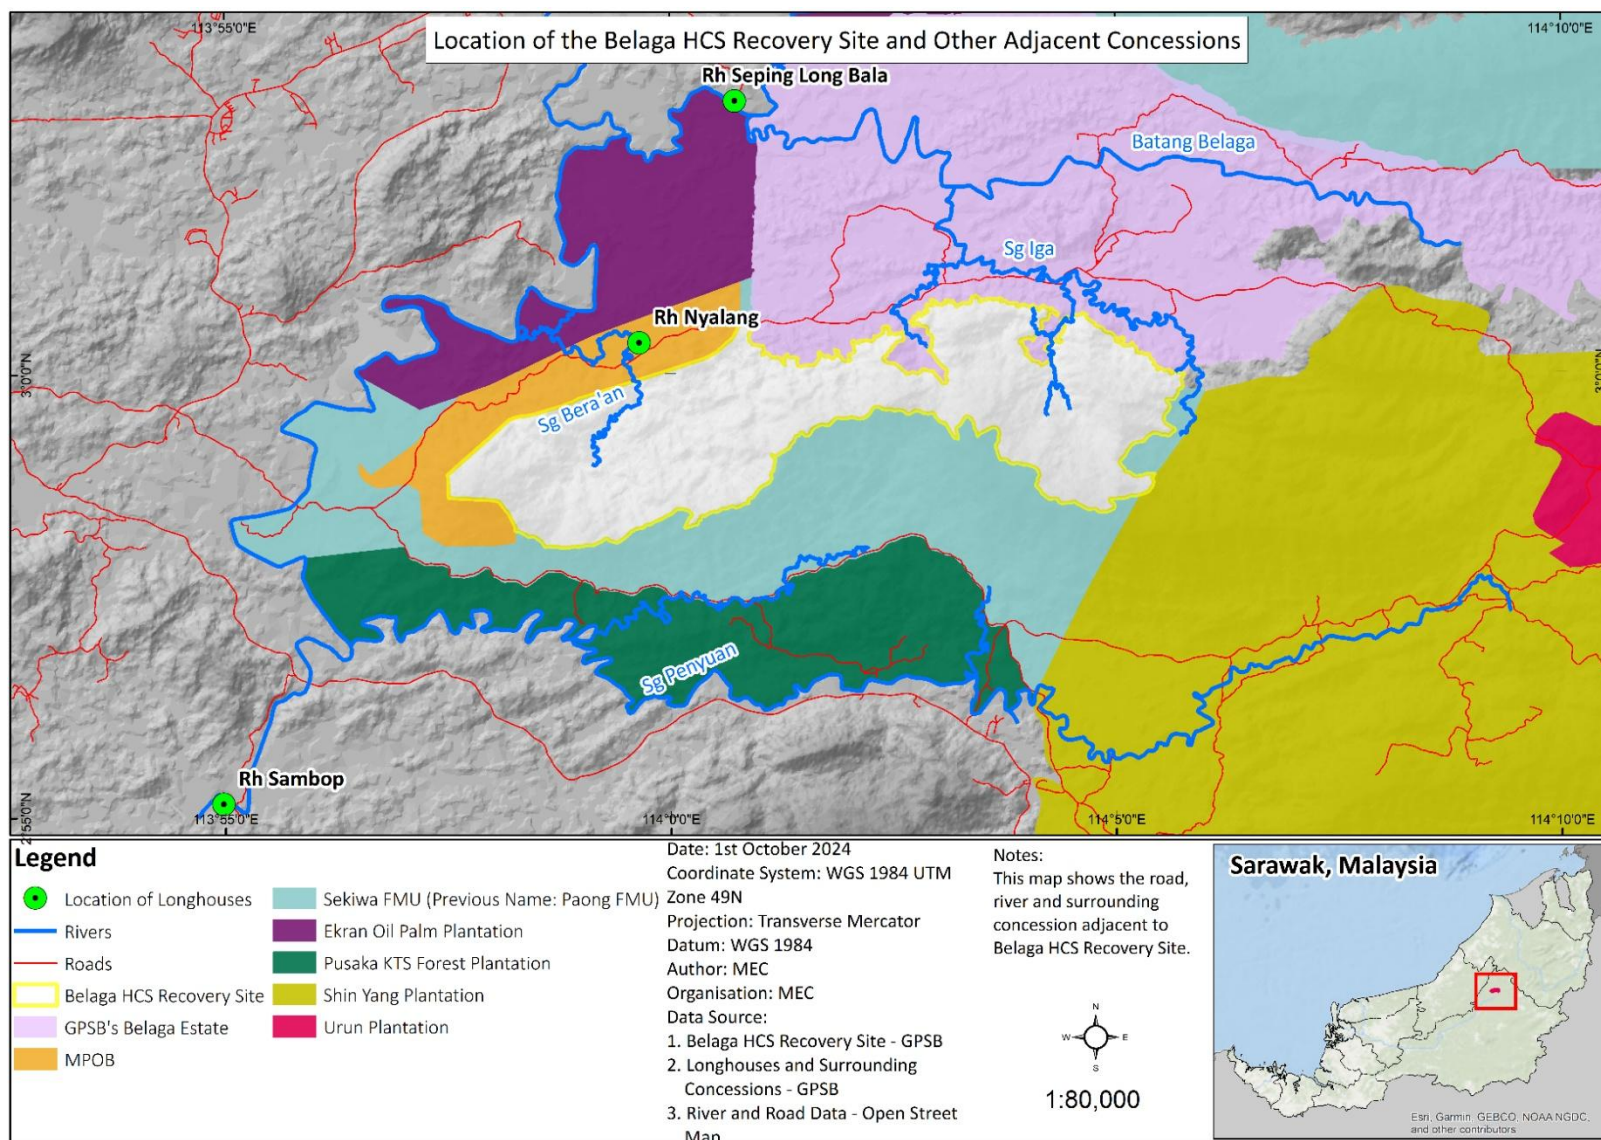 113°55'0"E
114°10'0"E
Location of the Belaga HCS Recovery Site and Other Adjacent Concessions
Rh Seping Long Bala
Batang Belaga
Sg Iga
Rh Nyalang
3°0'0"N
3°0'0"N
Sg Bera'an
Sg Penyuan
Rh Sambop
2°55'0"N
113°55'0"E
114°0'0"E
114°5'0"E
114°10'0"E
Legend
Location of Longhouses
Rivers
Roads
Belaga HCS Recovery Site
GPSB's Belaga Estate
MPOB
Sekiwa FMU (Previous Name: Paong FMU)
Ekran Oil Palm Plantation
Pusaka KTS Forest Plantation
Shin Yang Plantation
Urun Plantation
Date: 1st October 2024
Coordinate System: WGS 1984 UTM
Zone 49N
Projection: Transverse Mercator
Datum: WGS 1984
Author: MEC
Organisation: MEC
Data Source:
1. Belaga HCS Recovery Site - GPSB
2. Longhouses and Surrounding
Concessions - GPSB
3. River and Road Data - Open Street
Map
Notes:
This map shows the road,
river and surrounding
concession adjacent to
Belaga HCS Recovery Site.
N
W E
S
1:80,000
Sarawak, Malaysia
Esri, Garmin, GEBCO, NOAA NGDC,
and other contributors